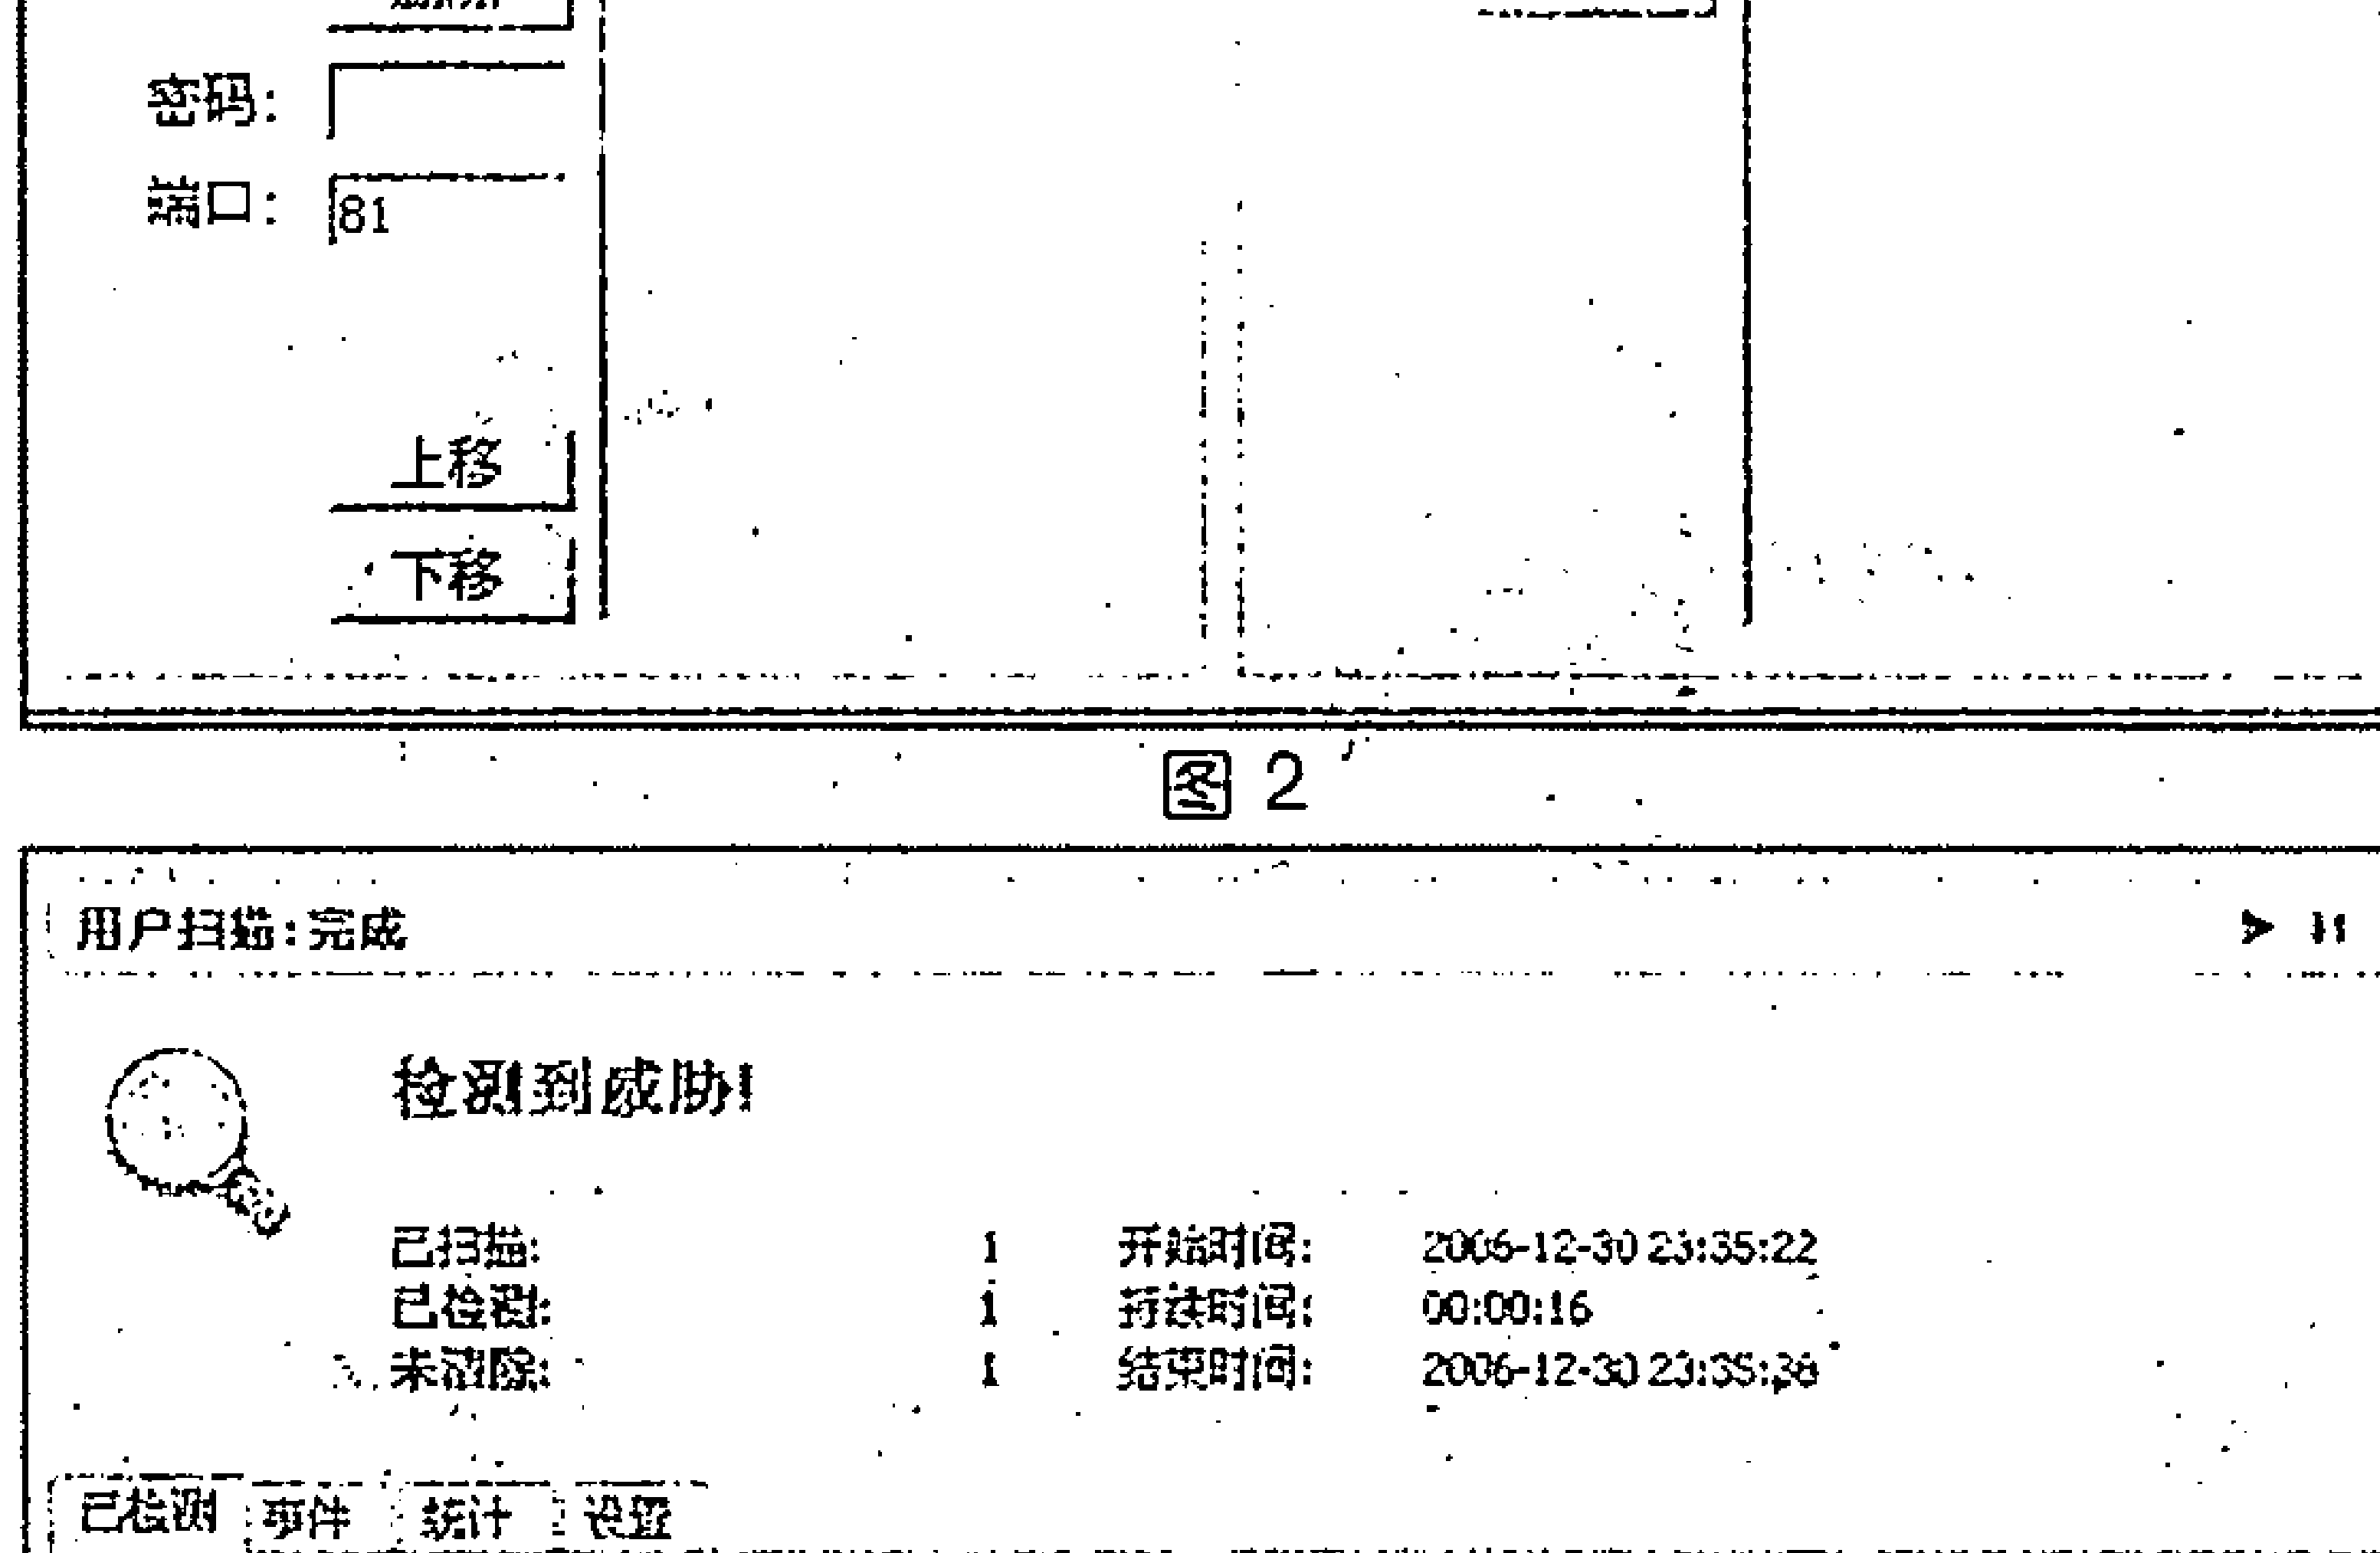 密码:
端口: 81
上移
下移
图 2
用户扫描:完成
检测到威胁!
已扫描: 1 开始时间: 2006-12-30 23:35:22
已检测: 1 持续时间: 00:00:16
未清除: 1 结束时间: 2006-12-30 23:35:38
已检测 事件 统计 设置